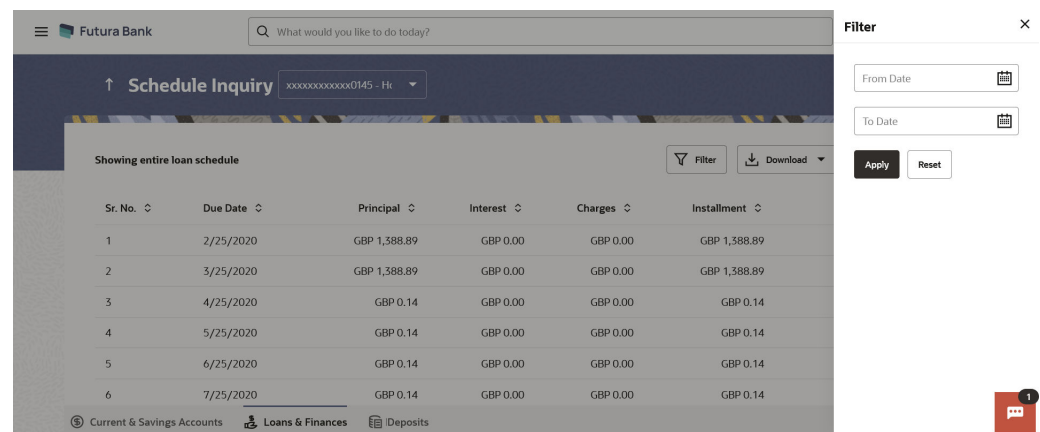 Futura Bank
What would you like to do today?
Filter
Schedule Inquiry
xxxxxxxxxxxx0145 - Hc
From Date
To Date
Apply
Reset
Showing entire loan schedule
Filter
Download
Sr. No. Due Date Principal Interest Charges Installment
1 2/25/2020 GBP 1,388.89 GBP 0.00 GBP 0.00 GBP 1,388.89
2 3/25/2020 GBP 1,388.89 GBP 0.00 GBP 0.00 GBP 1,388.89
3 4/25/2020 GBP 0.14 GBP 0.00 GBP 0.00 GBP 0.14
4 5/25/2020 GBP 0.14 GBP 0.00 GBP 0.00 GBP 0.14
5 6/25/2020 GBP 0.14 GBP 0.00 GBP 0.00 GBP 0.14
6 7/25/2020 GBP 0.14 GBP 0.00 GBP 0.00 GBP 0.14
Current & Savings Accounts Loans & Finances Deposits
1